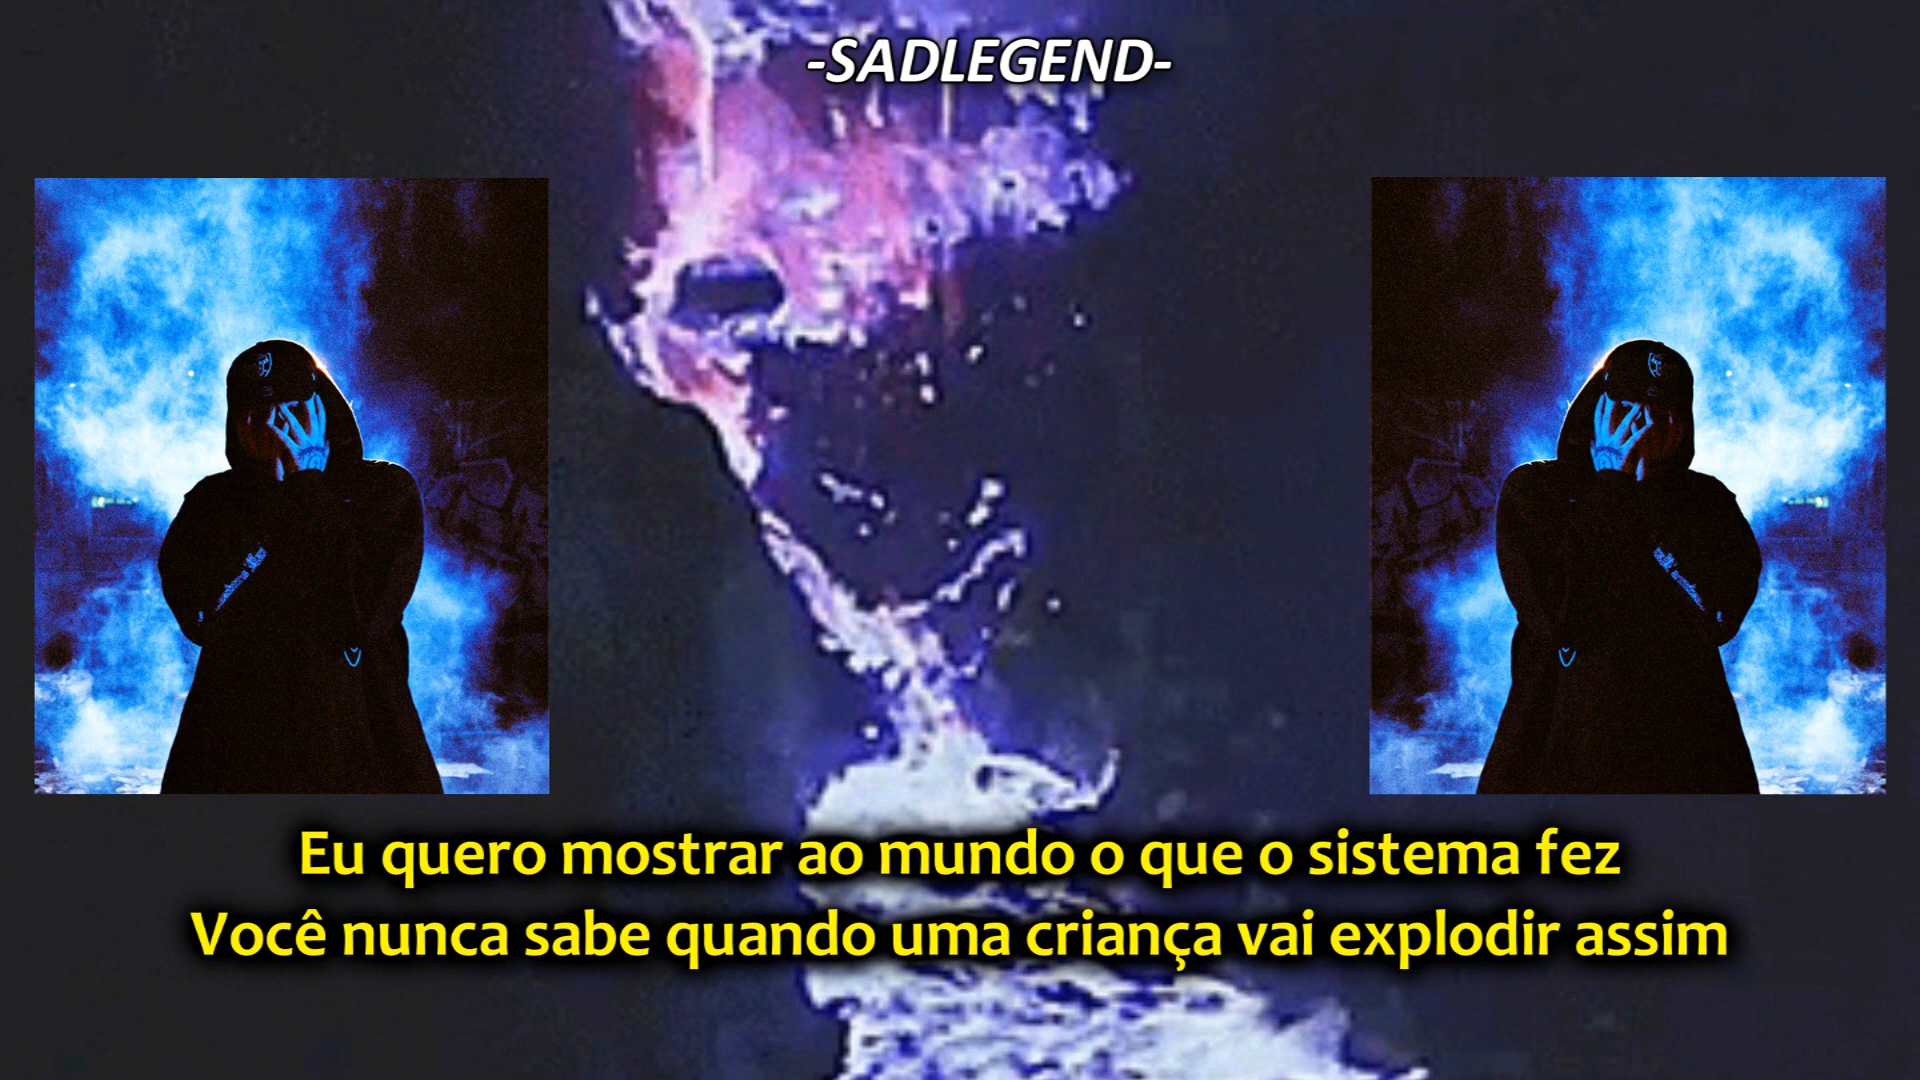 -SADLEGEND-
Eu quero mostrar ao mundo o que o sistema fez
Você nunca sabe quando uma criança vai explodir assim